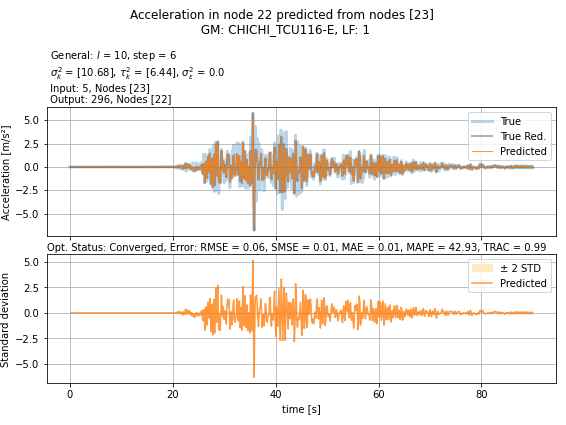 Acceleration in node 22 predicted from nodes [23]
GM: CHICHI_TCU116-E, LF: 1
General: l = 10, step = 6
σ²ₖ = [10.68], τ²ₖ = [6.44], σ²ε = 0.0
Input: 5, Nodes [23]
Output: 296, Nodes [22]
Acceleration [m/s²]
5.0
2.5
0.0
−2.5
−5.0
True
True Red.
Predicted
Opt. Status: Converged, Error: RMSE = 0.06, SMSE = 0.01, MAE = 0.01, MAPE = 42.93, TRAC = 0.99
Standard deviation
5.0
2.5
0.0
−2.5
−5.0
± 2 STD
Predicted
0 20 40 60 80
time [s]